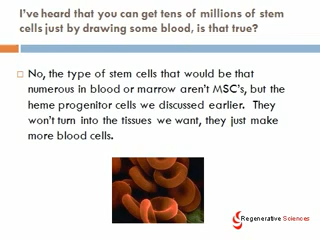 I've heard that you can get tens of millions of stem
cells just by drawing some blood, is that true?
No, the type of stem cells that would be that
numerous in blood or marrow aren't MSC's, but the
heme progenitor cells we discussed earlier.  They
won't turn into the tissues we want, they just make
more blood cells.
Regenerative Sciences